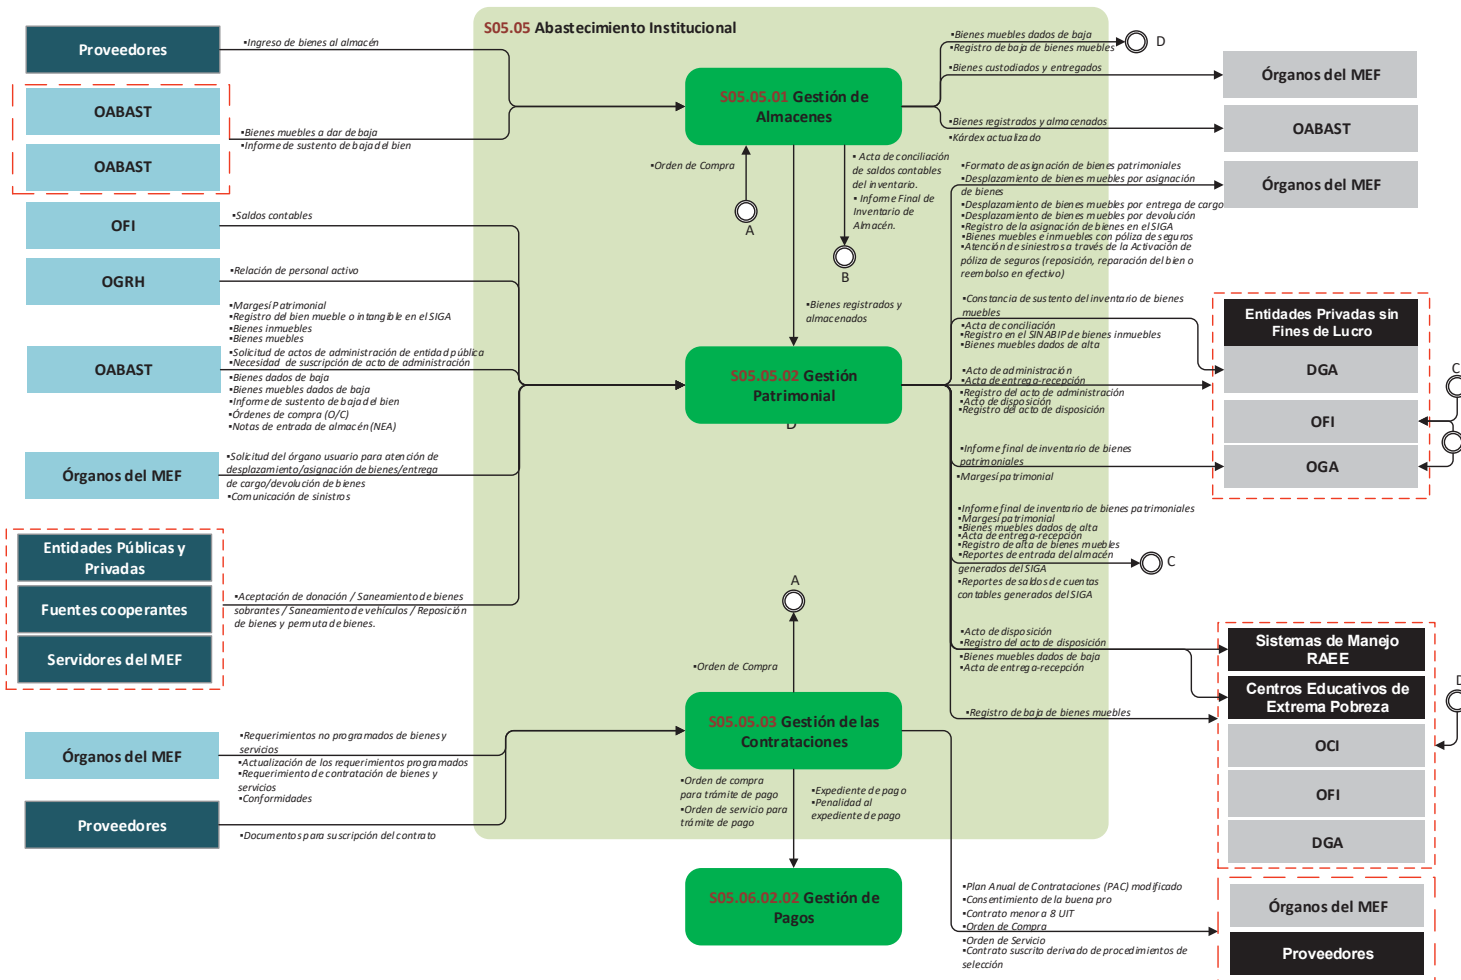 S05.05 Abastecimiento Institucional
Proveedores
▪Ingreso de bienes al almacén
OABAST
OABAST
▪Bienes muebles a dar de baja
▪Informe de sustento de baja del bien
OFI
▪Saldos contables
OGRH
▪Relación de personal activo
OABAST
▪Margesí Patrimonial
▪Registro del bien mueble o intangible en el SIGA
▪Bienes inmuebles
▪Bienes muebles
▪Solicitud de actos de administración de entidad pública
▪Necesidad de suscripción de acto de administración
▪Bienes dados de baja
▪Bienes muebles dados de baja
▪Informe de sustento de baja del bien
▪Órdenes de compra (O/C)
▪Notas de entrada de almacén (NEA)
Órganos del MEF
▪Solicitud del órgano usuario para atención de
desplazamiento/asignación de bienes/entrega
de cargo/devolución de bienes
▪Comunicación de sinistros
Entidades Públicas y
Privadas
Fuentes cooperantes
Servidores del MEF
▪Aceptación de donación / Saneamiento de bienes
sobrantes / Saneamiento de vehículos / Reposición
de bienes y permuta de bienes.
Órganos del MEF
▪Requerimientos no programados de bienes y
servicios
▪Actualización de los requerimientos programados
▪Requerimiento de contratación de bienes y
servicios
▪Conformidades
Proveedores
▪Documentos para suscripción del contrato
S05.05.01 Gestión de
Almacenes
▪Orden de Compra
A
▪ Acta de conciliación
de saldos contables
del inventario.
▪ Informe Final de
Inventario de
Almacén.
B
▪Bienes registrados y
almacenados
S05.05.02 Gestión
Patrimonial
D
A
▪Orden de Compra
S05.05.03 Gestión de las
Contrataciones
▪Orden de compra
para trámite de pago
▪Orden de servicio para
trámite de pago
▪Expediente de pago
▪Penalidad al
expediente de pago
S05.06.02.02 Gestión de
Pagos
▪Bienes muebles dados de baja
▪Registro de baja de bienes muebles
D
▪Bienes custodiados y entregados
Órganos del MEF
▪Bienes registrados y almacenados
▪Kárdex actualizado
OABAST
▪Formato de asignación de bienes patrimoniales
▪Desplazamiento de bienes muebles por asignación
de bienes
▪Desplazamiento de bienes muebles por entrega de cargo
▪Desplazamiento de bienes muebles por devolución
▪Registro de la asignación de bienes en el SIGA
▪Bienes muebles e inmuebles con póliza de seguros
▪Atención de siniestros a través de la Activación de
póliza de seguros (reposición, reparación del bien o
reembolso en efectivo)
Órganos del MEF
▪Constancia de sustento del inventario de bienes
muebles
▪Acta de conciliación
▪Registro en el SINABIP de bienes inmuebles
▪Bienes muebles dados de alta
▪Acto de administración
▪Acta de entrega-recepción
▪Registro del acto de administración
▪Acto de disposición
▪Registro del acto de disposición
▪Informe final de inventario de bienes
patrimoniales
▪Margesí patrimonial
Entidades Privadas sin
Fines de Lucro
DGA
OFI
OGA
C
▪Informe final de inventario de bienes patrimoniales
▪Margesí patrimonial
▪Bienes muebles dados de alta
▪Acta de entrega-recepción
▪Registro de alta de bienes muebles
▪Reportes de entrada del almacén
generados del SIGA
▪Reportes de saldos de cuentas
contables generados del SIGA
C
▪Acto de disposición
▪Registro del acto de disposición
▪Bienes muebles dados de baja
▪Acta de entrega-recepción
▪Registro de baja de bienes muebles
Sistemas de Manejo
RAEE
Centros Educativos de
Extrema Pobreza
OCI
OFI
DGA
D
▪Plan Anual de Contrataciones (PAC) modificado
▪Consentimiento de la buena pro
▪Contrato menor a 8 UIT
▪Orden de Compra
▪Orden de Servicio
▪Contrato suscrito derivado de procedimientos de
selección
Órganos del MEF
Proveedores